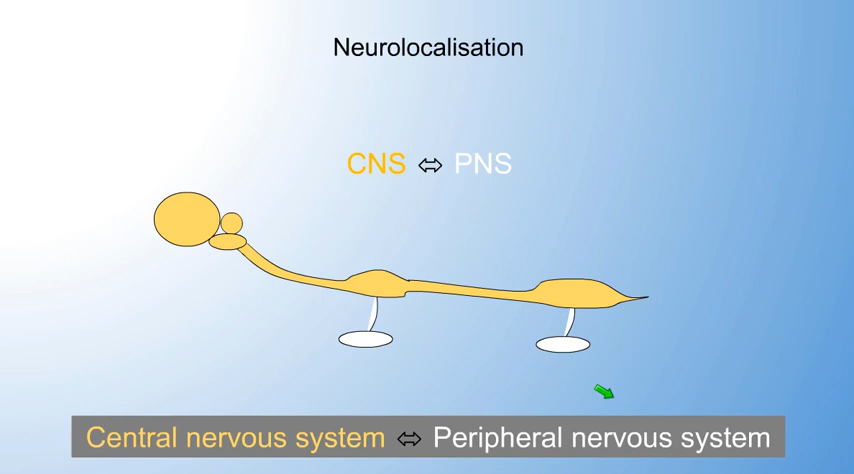 Neurolocalisation
CNS ⇔ PNS
Central nervous system ⇔ Peripheral nervous system